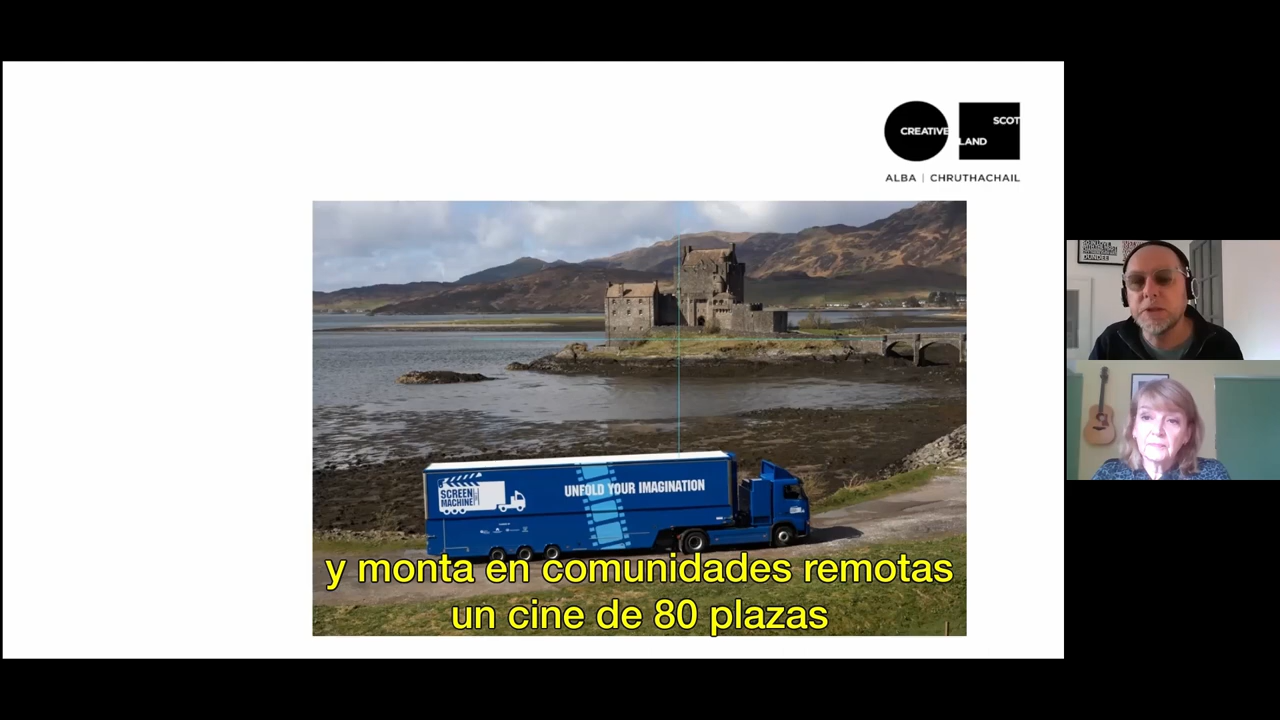 CREATIVE
SCOT
LAND
ALBA | CHRUTHACHAIL
SCREEN
MACHINE
UNFOLD YOUR IMAGINATION
y monta en comunidades remotas
un cine de 80 plazas
DUNDEE